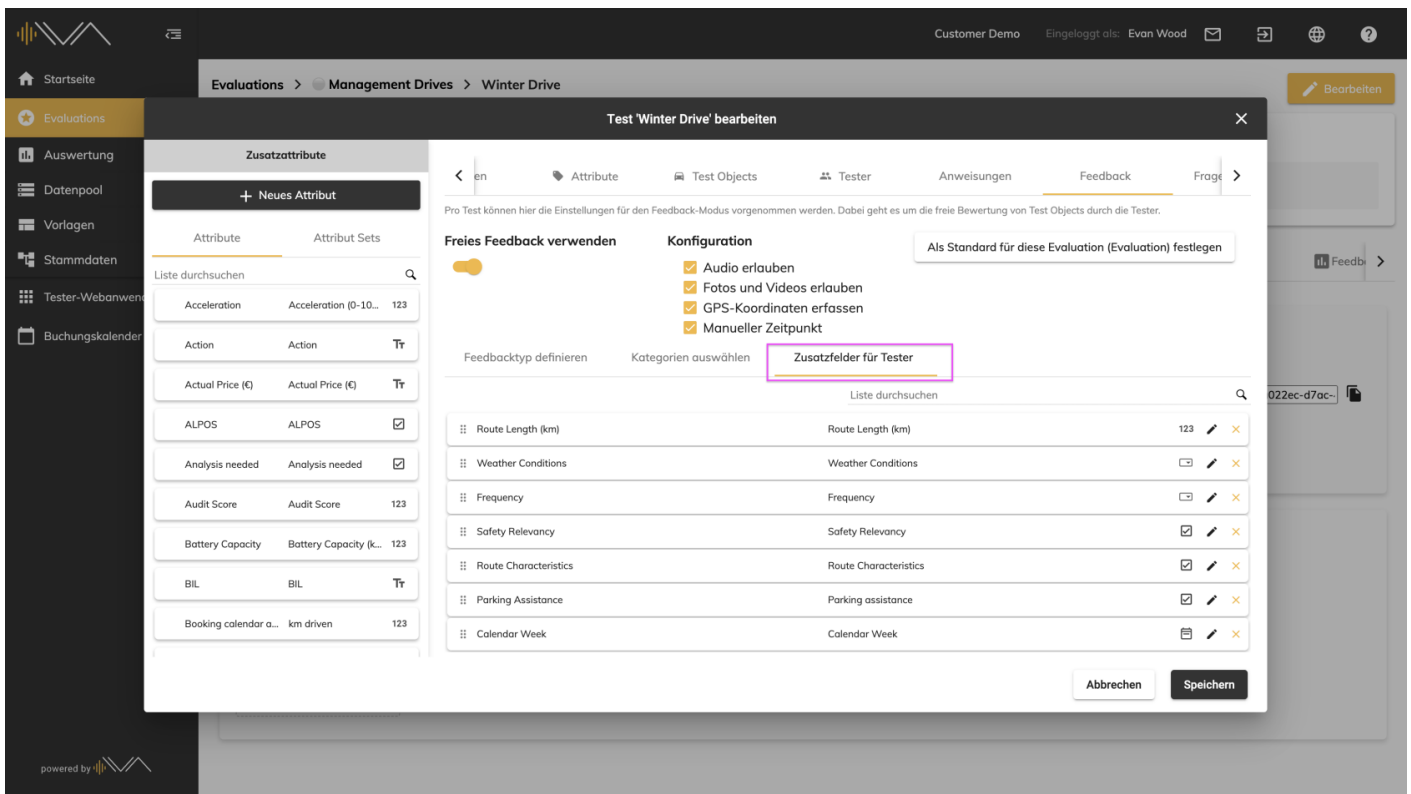 Customer Demo Eingeloggt als: Evan Wood
Startseite
Evaluations
Auswertung
Datenpool
Vorlagen
Stammdaten
Tester-Webanwen
Buchungskalender
powered by
Evaluations > Management Drives > Winter Drive
Bearbeiten
Test 'Winter Drive' bearbeiten
Zusatzattribute
+ Neues Attribut
Attribute Attribut Sets
Liste durchsuchen
Acceleration Acceleration (0-10... 123
Action Action Tт
Actual Price (€) Actual Price (€) Tт
ALPOS ALPOS
Analysis needed Analysis needed
Audit Score Audit Score 123
Battery Capacity Battery Capacity (k... 123
BIL BIL Tт
Booking calendar a... km driven 123
en Attribute Test Objects Tester Anweisungen Feedback Frage
Pro Test können hier die Einstellungen für den Feedback-Modus vorgenommen werden. Dabei geht es um die freie Bewertung von Test Objects durch die Tester.
Freies Feedback verwenden
Konfiguration
Audio erlauben
Fotos und Videos erlauben
GPS-Koordinaten erfassen
Manueller Zeitpunkt
Als Standard für diese Evaluation (Evaluation) festlegen
Feedbacktyp definieren Kategorien auswählen Zusatzfelder für Tester
Liste durchsuchen
Route Length (km) Route Length (km) 123
Weather Conditions Weather Conditions
Frequency Frequency
Safety Relevancy Safety Relevancy
Route Characteristics Route Characteristics
Parking Assistance Parking assistance
Calendar Week Calendar Week
Abbrechen Speichern
Feedb
022ec-d7ac-